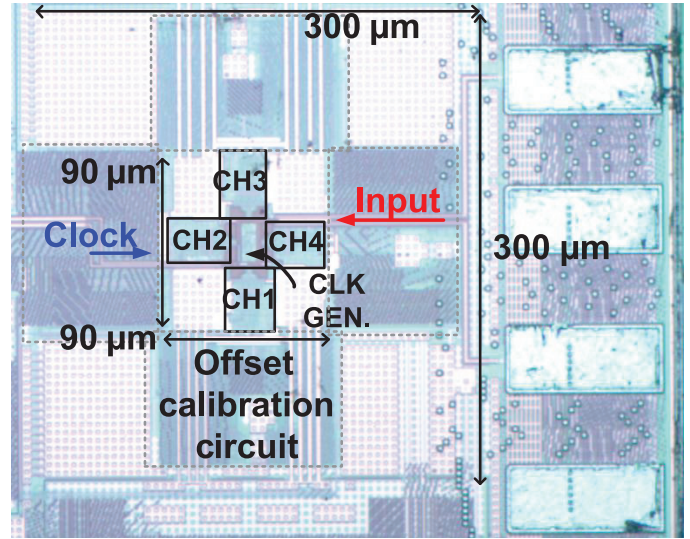 300 µm
90 µm
CH3
Input
Clock
CH2
CH4
300 µm
CH1
CLK
GEN.
90 µm
Offset
calibration
circuit